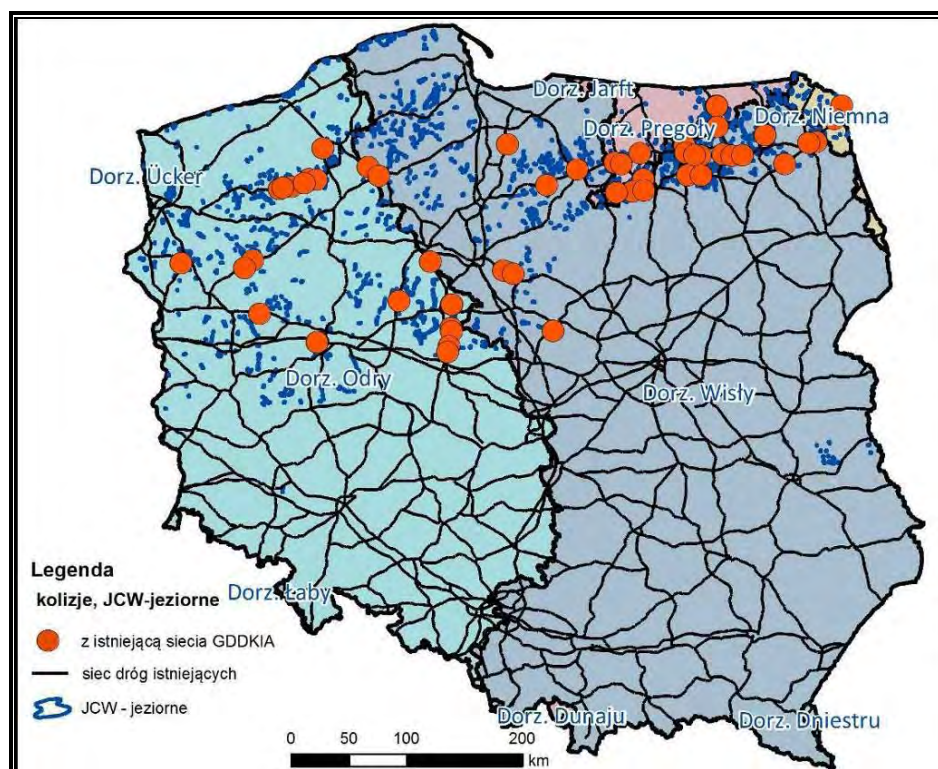 Dorz. Jarft
Dorz. Niemna
Dorz. Pregoły
Dorz. Ücker
Dorz. Odry
Dorz. Wisły
Legenda
kolizje, JCW-jeziorne
z istniejącą siecia GDDKIA
siec dróg istniejących
JCW - jeziorne
Dorz. Łaby
Dorz. Dunaju
Dorz. Dniestru
0 50 100 200
km